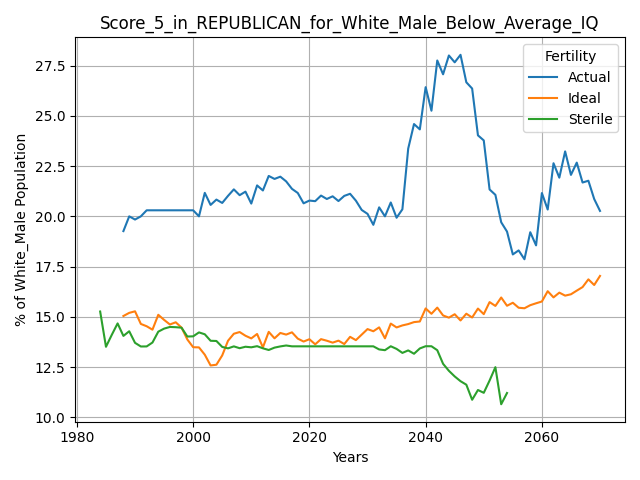 Score_5_in_REPUBLICAN_for_White_Male_Below_Average_IQ
% of White_Male Population
27.5
25.0
22.5
20.0
17.5
15.0
12.5
10.0
Fertility
Actual
Ideal
Sterile
1980
2000
2020
2040
2060
Years